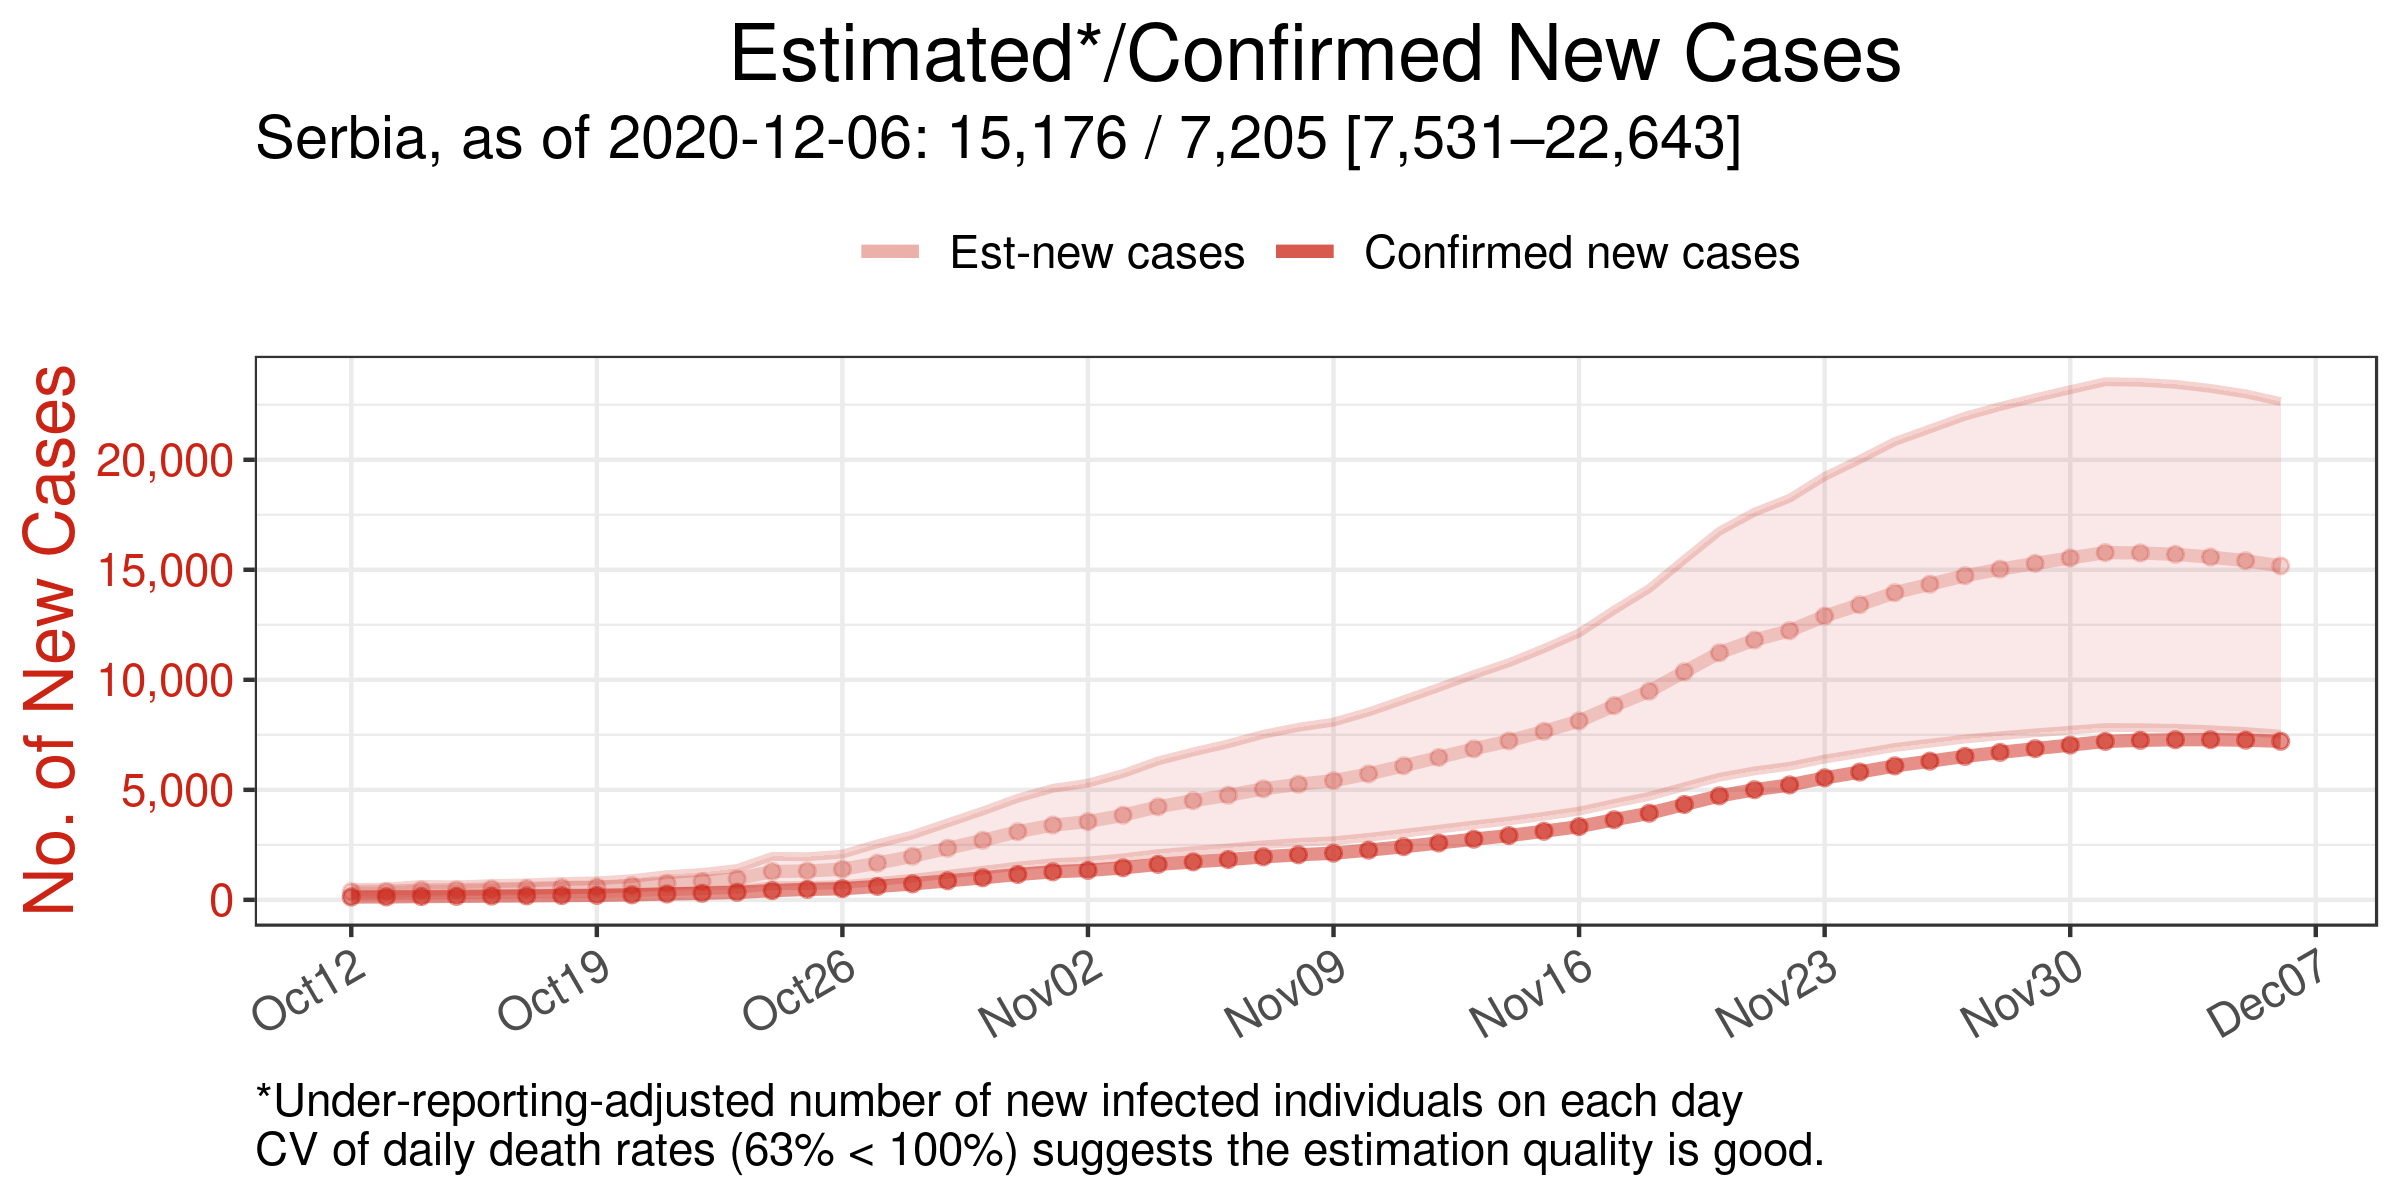 Estimated*/Confirmed New Cases
Serbia, as of 2020-12-06: 15,176 / 7,205 [7,531–22,643]
Est-new cases Confirmed new cases
No. of New Cases
20,000
15,000
10,000
5,000
0
Oct12 Oct19 Oct26 Nov02 Nov09 Nov16 Nov23 Nov30 Dec07
*Under-reporting-adjusted number of new infected individuals on each day
CV of daily death rates (63% < 100%) suggests the estimation quality is good.